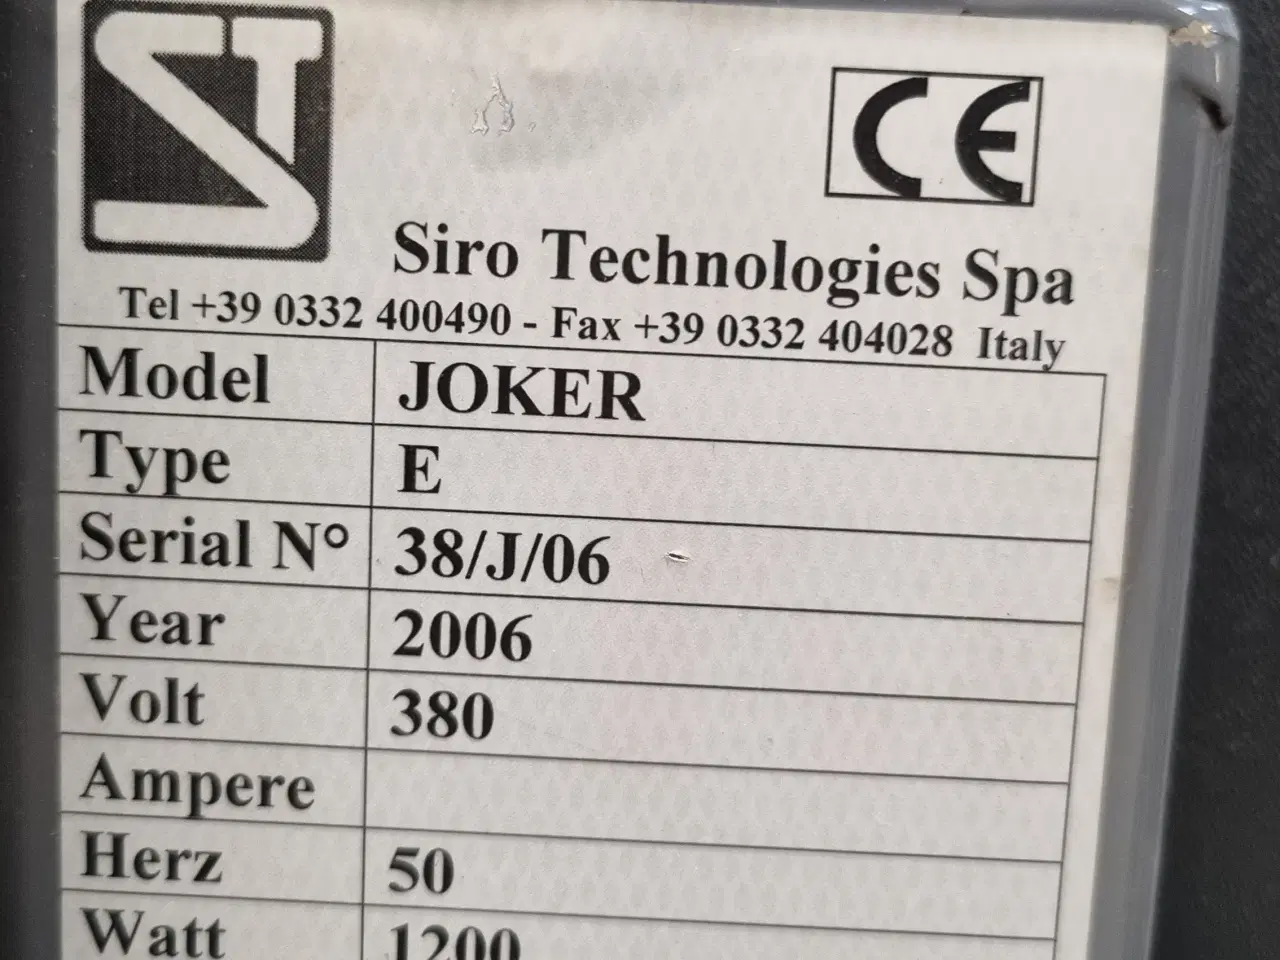 CE
Siro Technologies Spa
Tel +39 0332 400490 - Fax +39 0332 404028 Italy
Model JOKER
Type E
Serial N° 38/J/06
Year 2006
Volt 380
Ampere
Herz 50
Watt 1200